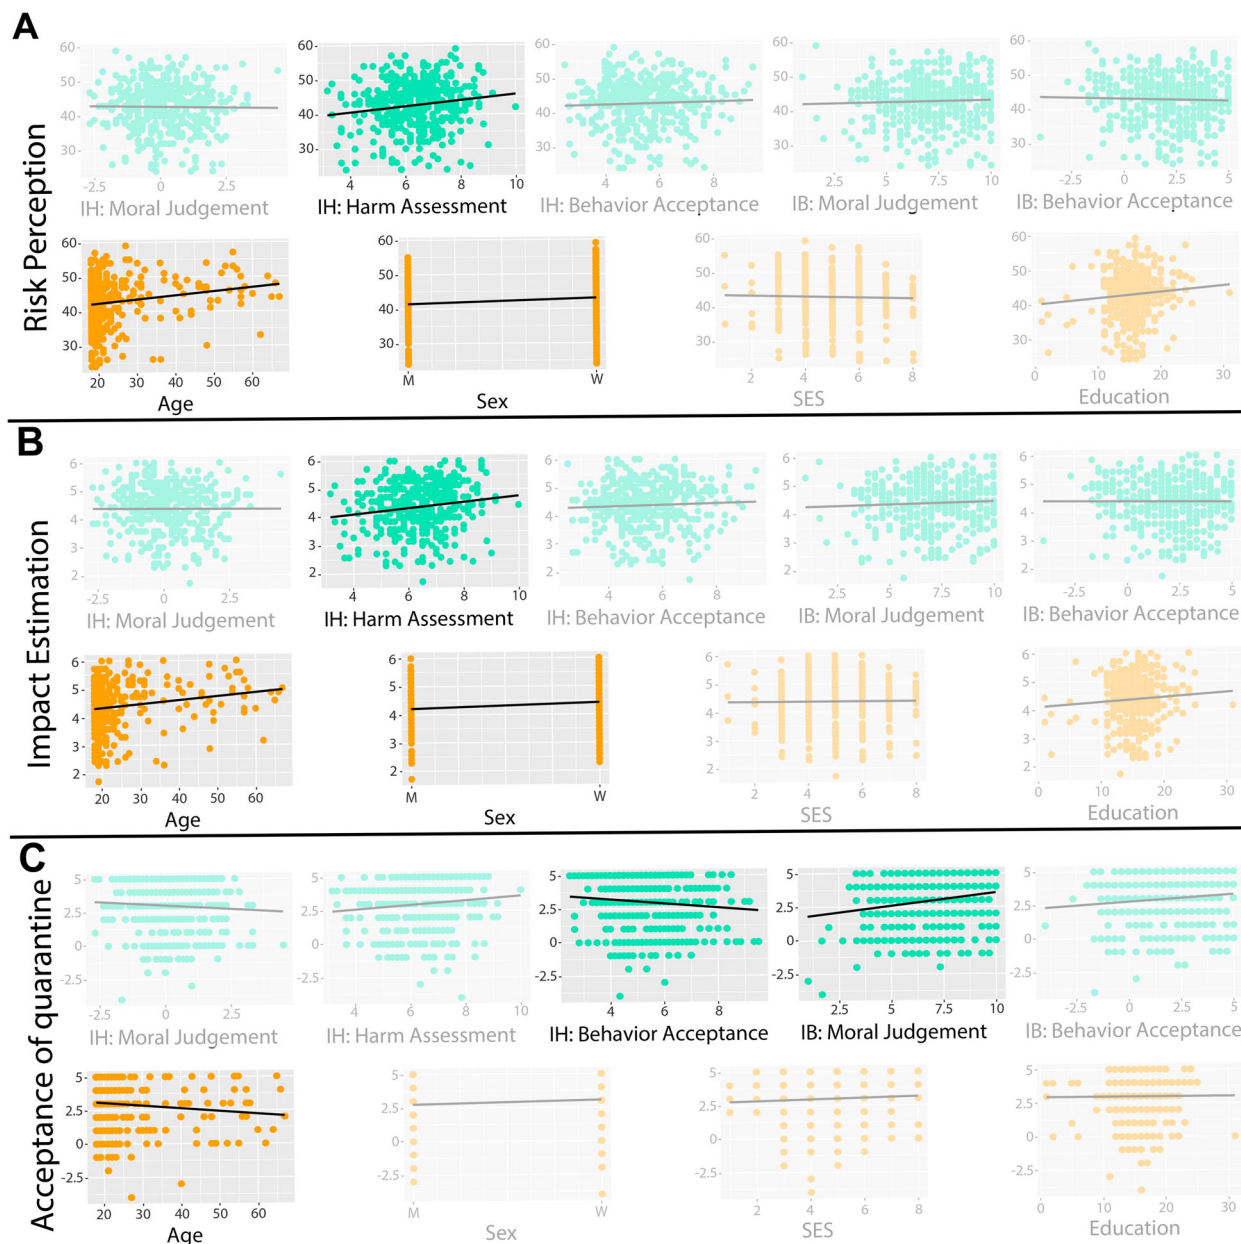 A
Risk Perception
60
50
40
30
-2.5 0 2.5
IH: Moral Judgement
60
50
40
30
4 6 8 10
IH: Harm Assessment
60
50
40
30
4 6 8
IH: Behavior Acceptance
60
50
40
30
2.5 5.0 7.5 10
IB: Moral Judgement
60
50
40
30
-2.5 0 2.5 5
IB: Behavior Acceptance
60
50
40
30
20 30 40 50 60
Age
60
50
40
30
M W
Sex
60
50
40
30
2 4 6 8
SES
60
50
40
30
0 10 20 30
Education
B
Impact Estimation
6
5
4
3
2
-2.5 0 2.5
IH: Moral Judgement
6
5
4
3
2
4 6 8 10
IH: Harm Assessment
6
5
4
3
2
4 6 8
IH: Behavior Acceptance
6
5
4
3
2
2.5 5.0 7.5 10
IB: Moral Judgement
6
5
4
3
2
-2.5 0 2.5 5
IB: Behavior Acceptance
6
5
4
3
2
20 30 40 50 60
Age
6
5
4
3
2
M W
Sex
6
5
4
3
2
2 4 6 8
SES
6
5
4
3
2
0 10 20 30
Education
C
Acceptance of quarantine
5
2.5
0
-2.5
-2.5 0 2.5
IH: Moral Judgement
5
2.5
0
-2.5
4 6 8 10
IH: Harm Assessment
5
2.5
0
-2.5
4 6 8
IH: Behavior Acceptance
5
2.5
0
-2.5
2.5 5 7.5 10
IB: Moral Judgement
5
2.5
0
-2.5
-2.5 0 2.5 5
IB: Behavior Acceptance
5
2.5
0
-2.5
20 30 40 50 60
Age
5
2.5
0
-2.5
M W
Sex
5
2.5
0
-2.5
2 4 6 8
SES
5
2.5
0
-2.5
0 10 20 30
Education